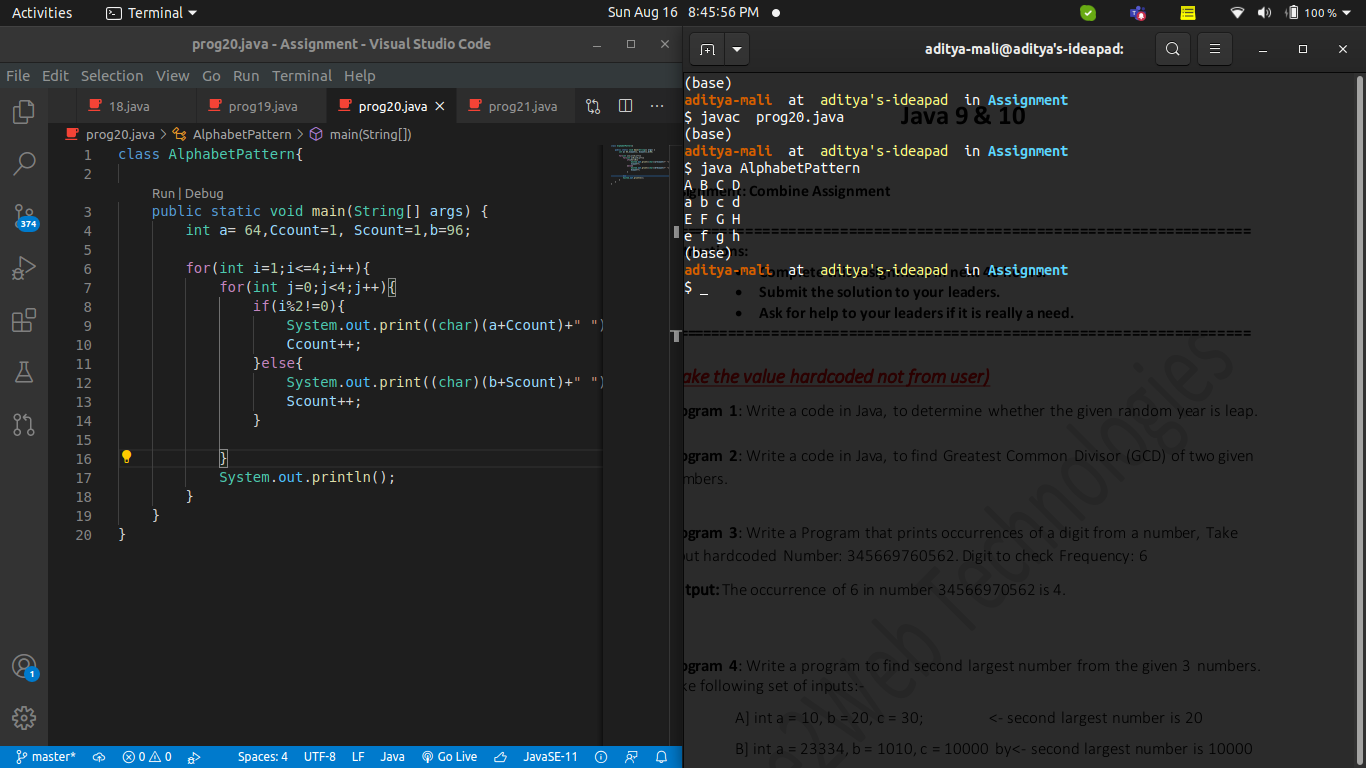 Activities Terminal Sun Aug 16 8:45:56 PM 100 %
prog20.java - Assignment - Visual Studio Code
File Edit Selection View Go Run Terminal Help
18.java prog19.java prog20.java prog21.java
prog20.java > AlphabetPattern > main(String[])
1 class AlphabetPattern{
2
Run | Debug
3 public static void main(String[] args) {
4 int a= 64,Ccount=1, Scount=1,b=96;
5
6 for(int i=1;i<=4;i++){
7 for(int j=0;j<4;j++){
8 if(i%2!=0){
9 System.out.print((char)(a+Ccount)+" ")
10 Ccount++;
11 }else{
12 System.out.print((char)(b+Scount)+" ")
13 Scount++;
14 }
15
16 }
17 System.out.println();
18 }
19 }
20 }
374
1
master* 0 0 Spaces: 4 UTF-8 LF Java Go Live JavaSE-11
aditya-mali@aditya's-ideapad:
(base)
aditya-mali at aditya's-ideapad in Assignment
$ javac prog20.java
(base)
aditya-mali at aditya's-ideapad in Assignment
$ java AlphabetPattern
A B C D
a b c d
E F G H
e f g h
(base)
aditya-mali at aditya's-ideapad in Assignment
$ _
Java 9 & 10
gnment: Combine Assignment
Submit the solution to your leaders.
Ask for help to your leaders if it is really a need.
ake the value hardcoded not from user)
ogram 1: Write a code in Java, to determine whether the given random year is leap.
ogram 2: Write a code in Java, to find Greatest Common Divisor (GCD) of two given
mbers.
ogram 3: Write a Program that prints occurrences of a digit from a number, Take
out hardcoded Number: 345669760562. Digit to check Frequency: 6
tput: The occurrence of 6 in number 34566970562 is 4.
ogram 4: Write a program to find second largest number from the given 3 numbers.
ke following set of inputs:-
A] int a = 10, b = 20, c = 30; <- second largest number is 20
B] int a = 23334, b = 1010, c = 10000 by<- second largest number is 10000
e2Web Technologies